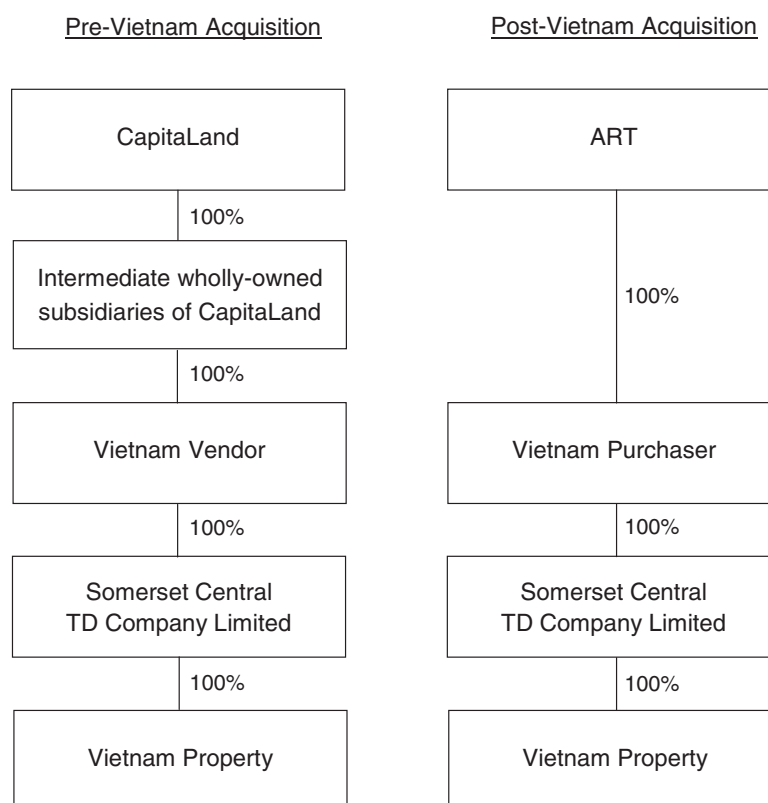 Pre-Vietnam Acquisition
CapitaLand
100%
Intermediate wholly-owned
subsidiaries of CapitaLand
100%
Vietnam Vendor
100%
Somerset Central
TD Company Limited
100%
Vietnam Property
Post-Vietnam Acquisition
ART
100%
Vietnam Purchaser
100%
Somerset Central
TD Company Limited
100%
Vietnam Property